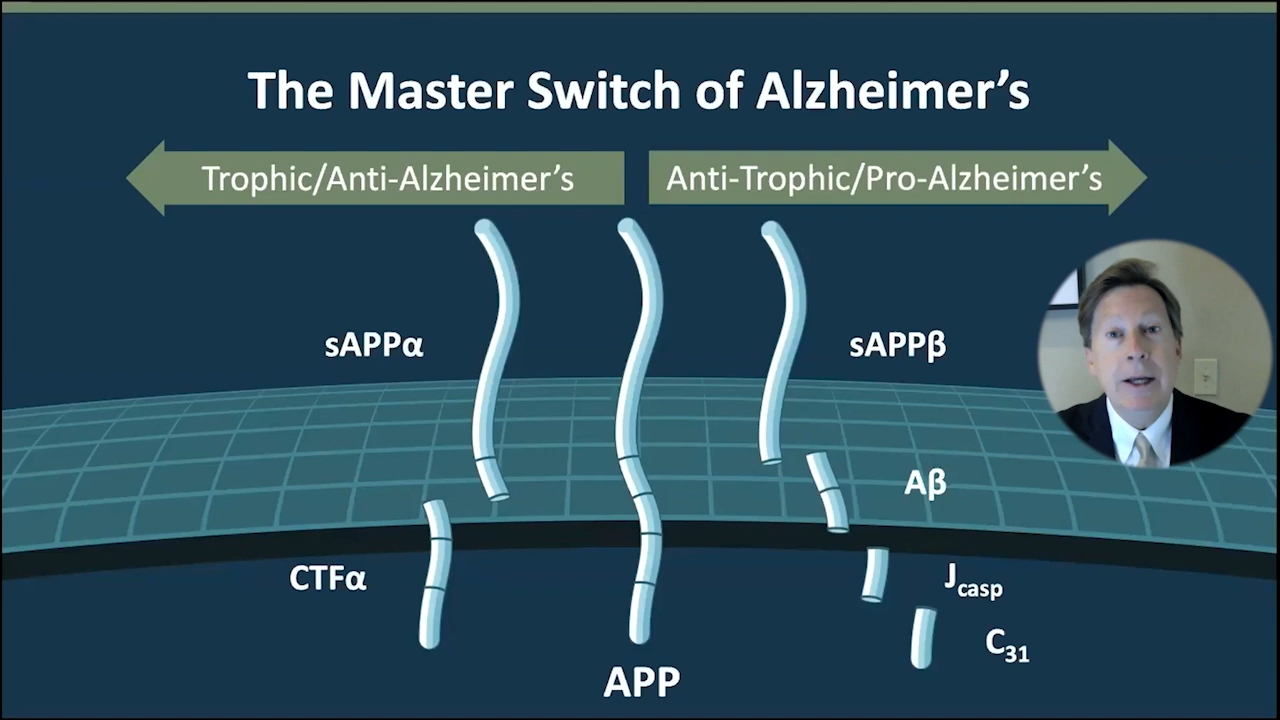 The Master Switch of Alzheimer’s
Trophic/Anti-Alzheimer’s
Anti-Trophic/Pro-Alzheimer’s
sAPPα
sAPPβ
Aβ
CTFα
Jcasp
C31
APP